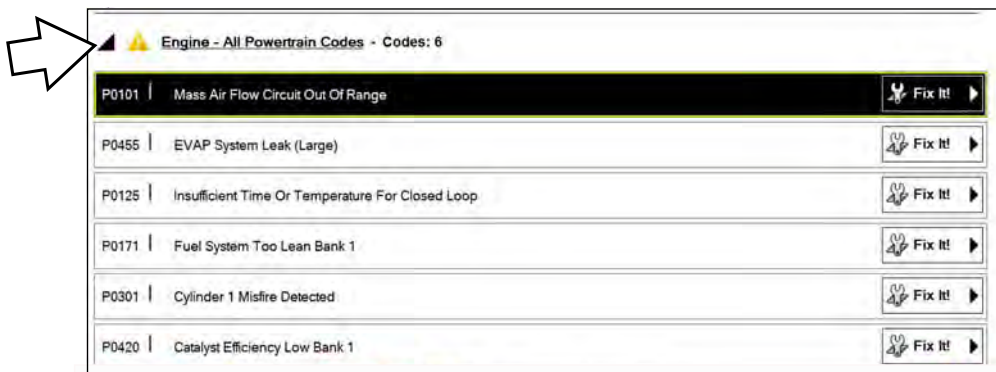 Engine - All Powertrain Codes - Codes: 6
P0101 | Mass Air Flow Circuit Out Of Range Fix It!
P0455 | EVAP System Leak (Large) Fix It!
P0125 | Insufficient Time Or Temperature For Closed Loop Fix It!
P0171 | Fuel System Too Lean Bank 1 Fix It!
P0301 | Cylinder 1 Misfire Detected Fix It!
P0420 | Catalyst Efficiency Low Bank 1 Fix It!